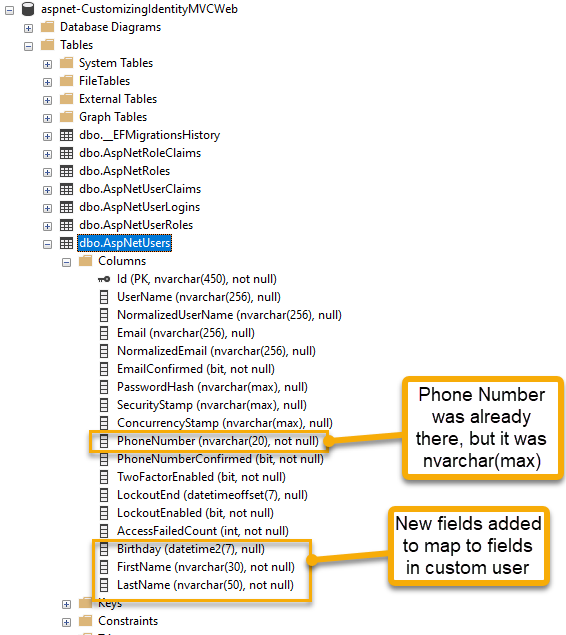 aspnet-CustomizingIdentityMVCWeb
Database Diagrams
Tables
System Tables
FileTables
External Tables
Graph Tables
dbo.__EFMigrationsHistory
dbo.AspNetRoleClaims
dbo.AspNetRoles
dbo.AspNetUserClaims
dbo.AspNetUserLogins
dbo.AspNetUserRoles
dbo.AspNetUsers
Columns
Id (PK, nvarchar(450), not null)
UserName (nvarchar(256), null)
NormalizedUserName (nvarchar(256), null)
Email (nvarchar(256), null)
NormalizedEmail (nvarchar(256), null)
EmailConfirmed (bit, not null)
PasswordHash (nvarchar(max), null)
SecurityStamp (nvarchar(max), null)
ConcurrencyStamp (nvarchar(max), null)
PhoneNumber (nvarchar(20), not null)
PhoneNumberConfirmed (bit, not null)
TwoFactorEnabled (bit, not null)
LockoutEnd (datetimeoffset(7), null)
LockoutEnabled (bit, not null)
AccessFailedCount (int, not null)
Birthday (datetime2(7), null)
FirstName (nvarchar(30), not null)
LastName (nvarchar(50), not null)
Keys
Constraints
Phone Number
was already
there, but it was
nvarchar(max)
New fields added
to map to fields
in custom user